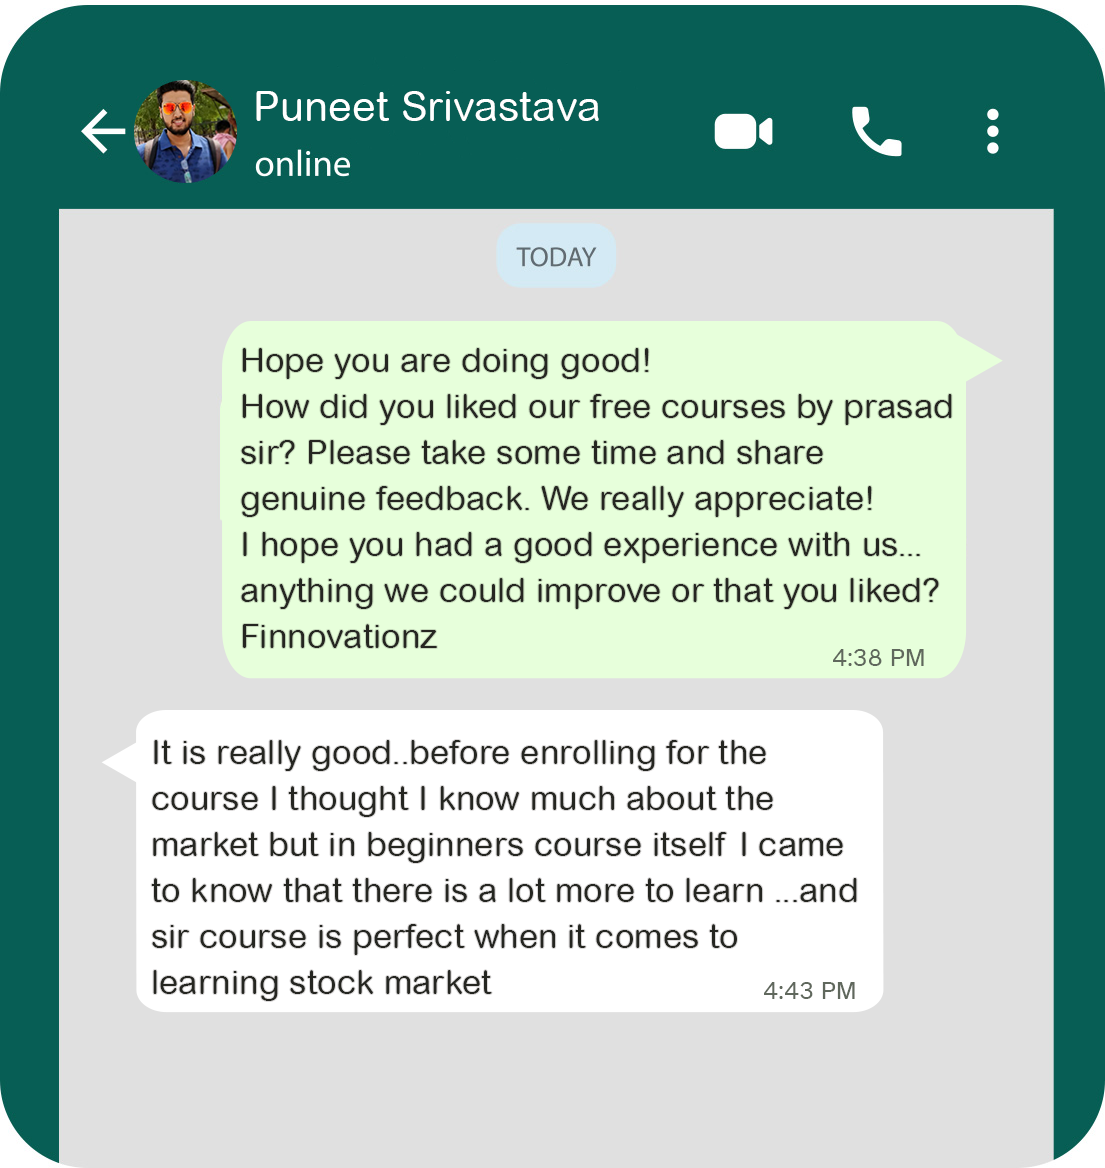 Puneet Srivastava
online
TODAY
Hope you are doing good!
How did you liked our free courses by prasad
sir? Please take some time and share
genuine feedback. We really appreciate!
I hope you had a good experience with us...
anything we could improve or that you liked?
Finnovationz
4:38 PM
It is really good..before enrolling for the
course I thought I know much about the
market but in beginners course itself I came
to know that there is a lot more to learn ...and
sir course is perfect when it comes to
learning stock market
4:43 PM